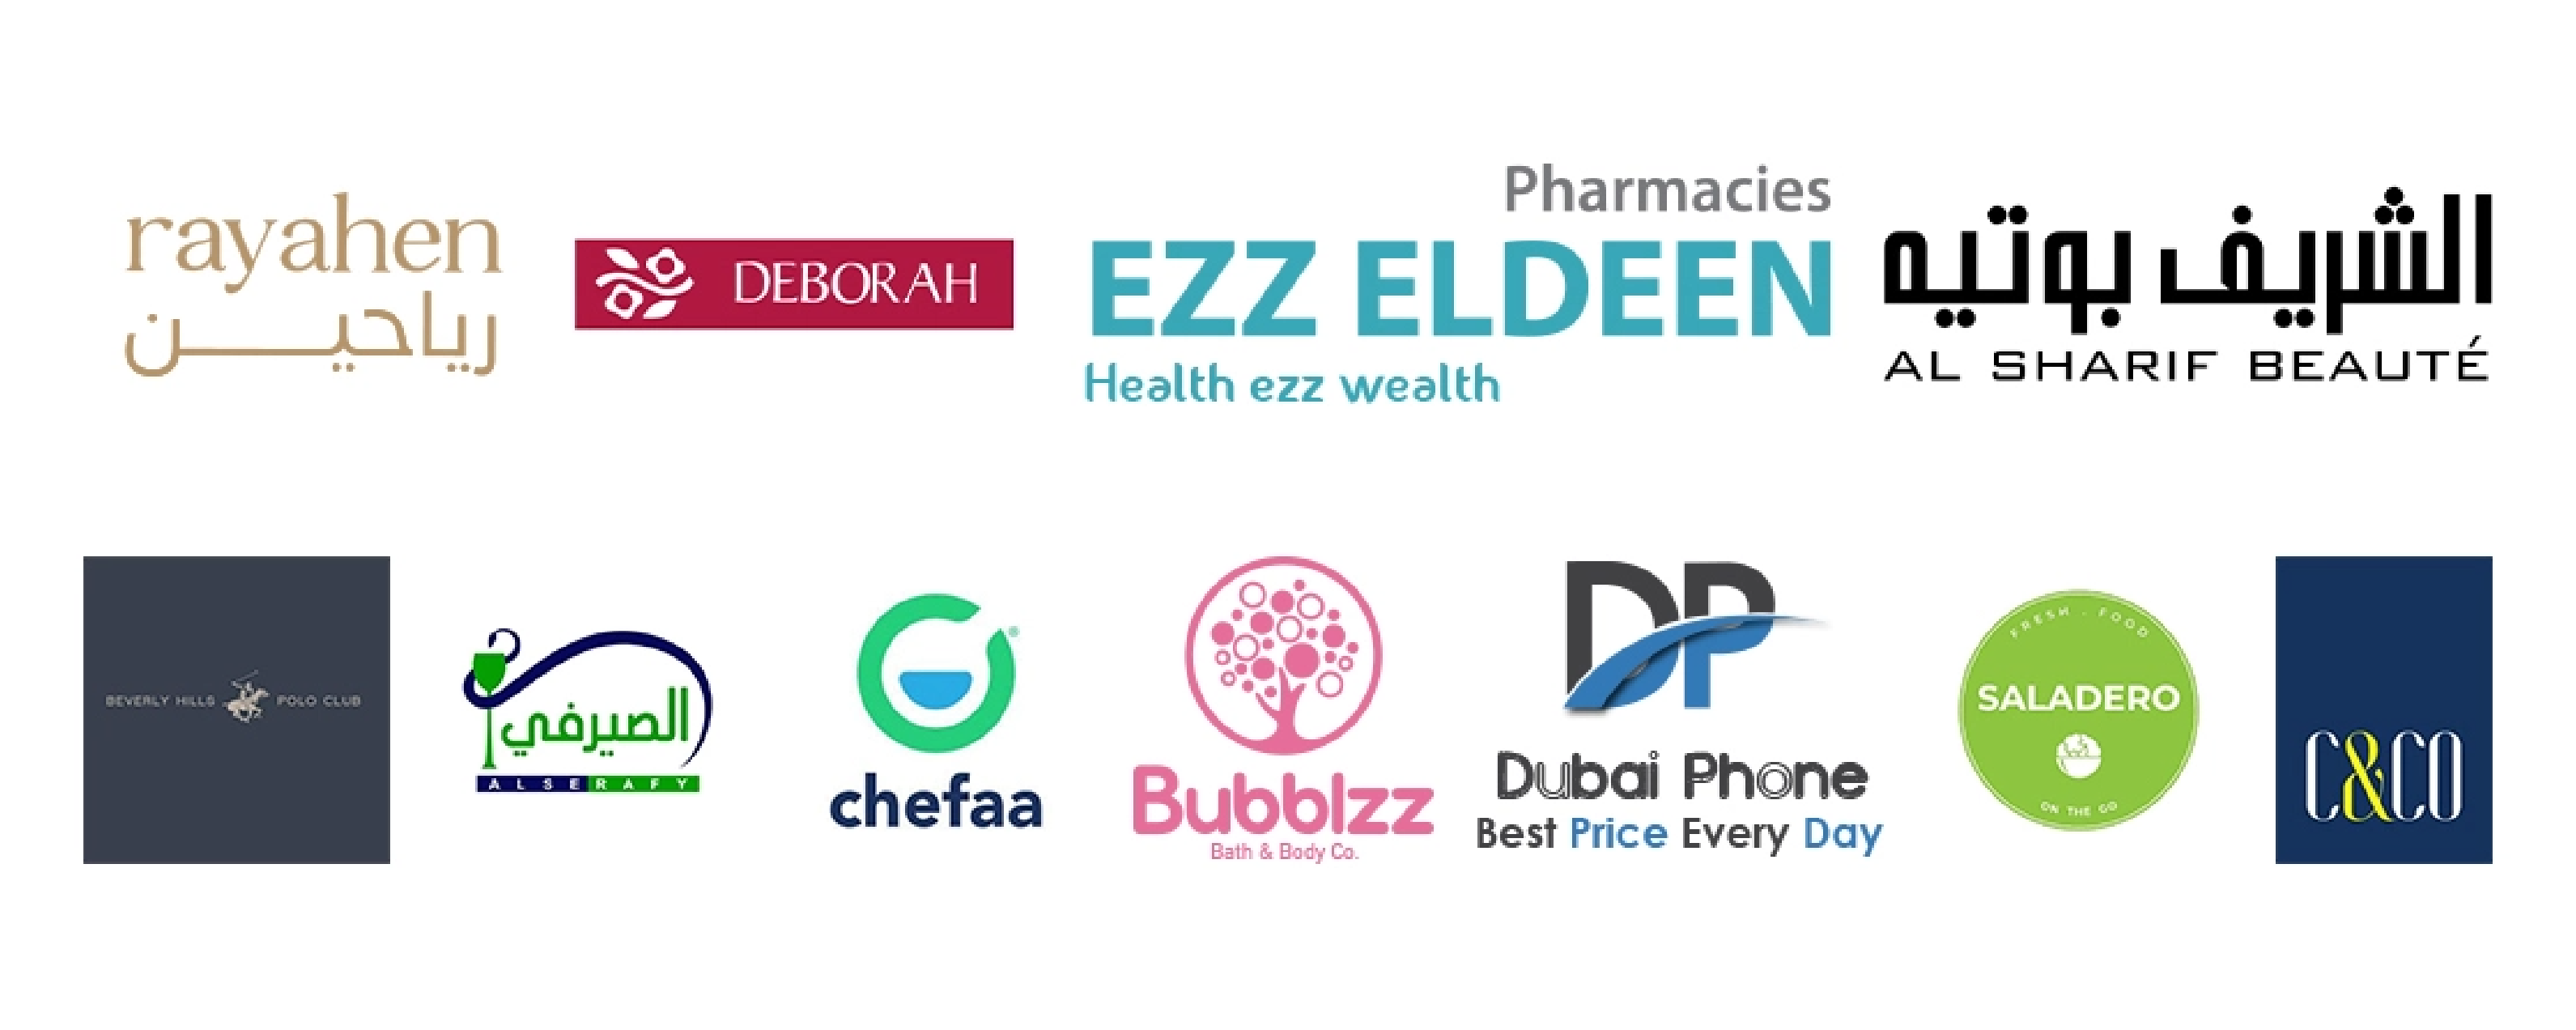 rayahen
رياحين
DEBORAH
Pharmacies
EZZ ELDEEN
Health ezz wealth
الشريف بوتيه
AL SHARIF BEAUTÉ
BEVERLY HILLS POLO CLUB
الصيرفي
ALSERAFY
chefaa
®
Bubblzz
Bath & Body Co.
DP
Dubai Phone
Best Price Every Day
FRESH . FOOD
SALADERO
ON THE GO
C&CO